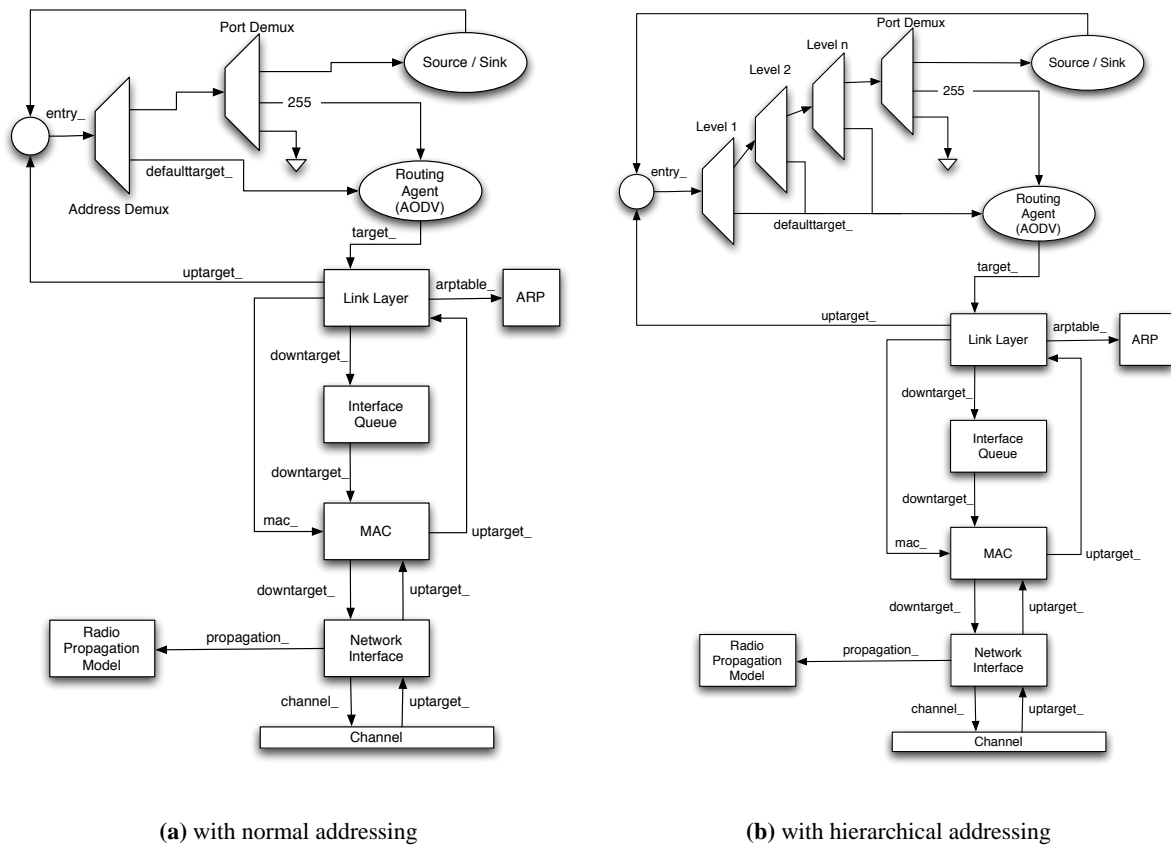 Port Demux
Source / Sink
255
entry_
defaulttarget_
Address Demux
Routing
Agent
(AODV)
target_
uptarget_
Link Layer
arptable_
ARP
downtarget_
Interface
Queue
downtarget_
mac_
MAC
uptarget_
downtarget_
uptarget_
Radio
Propagation
Model
propagation_
Network
Interface
channel_
uptarget_
Channel
(a) with normal addressing
Port Demux
Level n
Level 2
Level 1
Source / Sink
255
entry_
defaulttarget_
Routing
Agent
(AODV)
target_
uptarget_
Link Layer
arptable_
ARP
downtarget_
Interface
Queue
downtarget_
mac_
MAC
uptarget_
downtarget_
uptarget_
Radio
Propagation
Model
propagation_
Network
Interface
channel_
uptarget_
Channel
(b) with hierarchical addressing